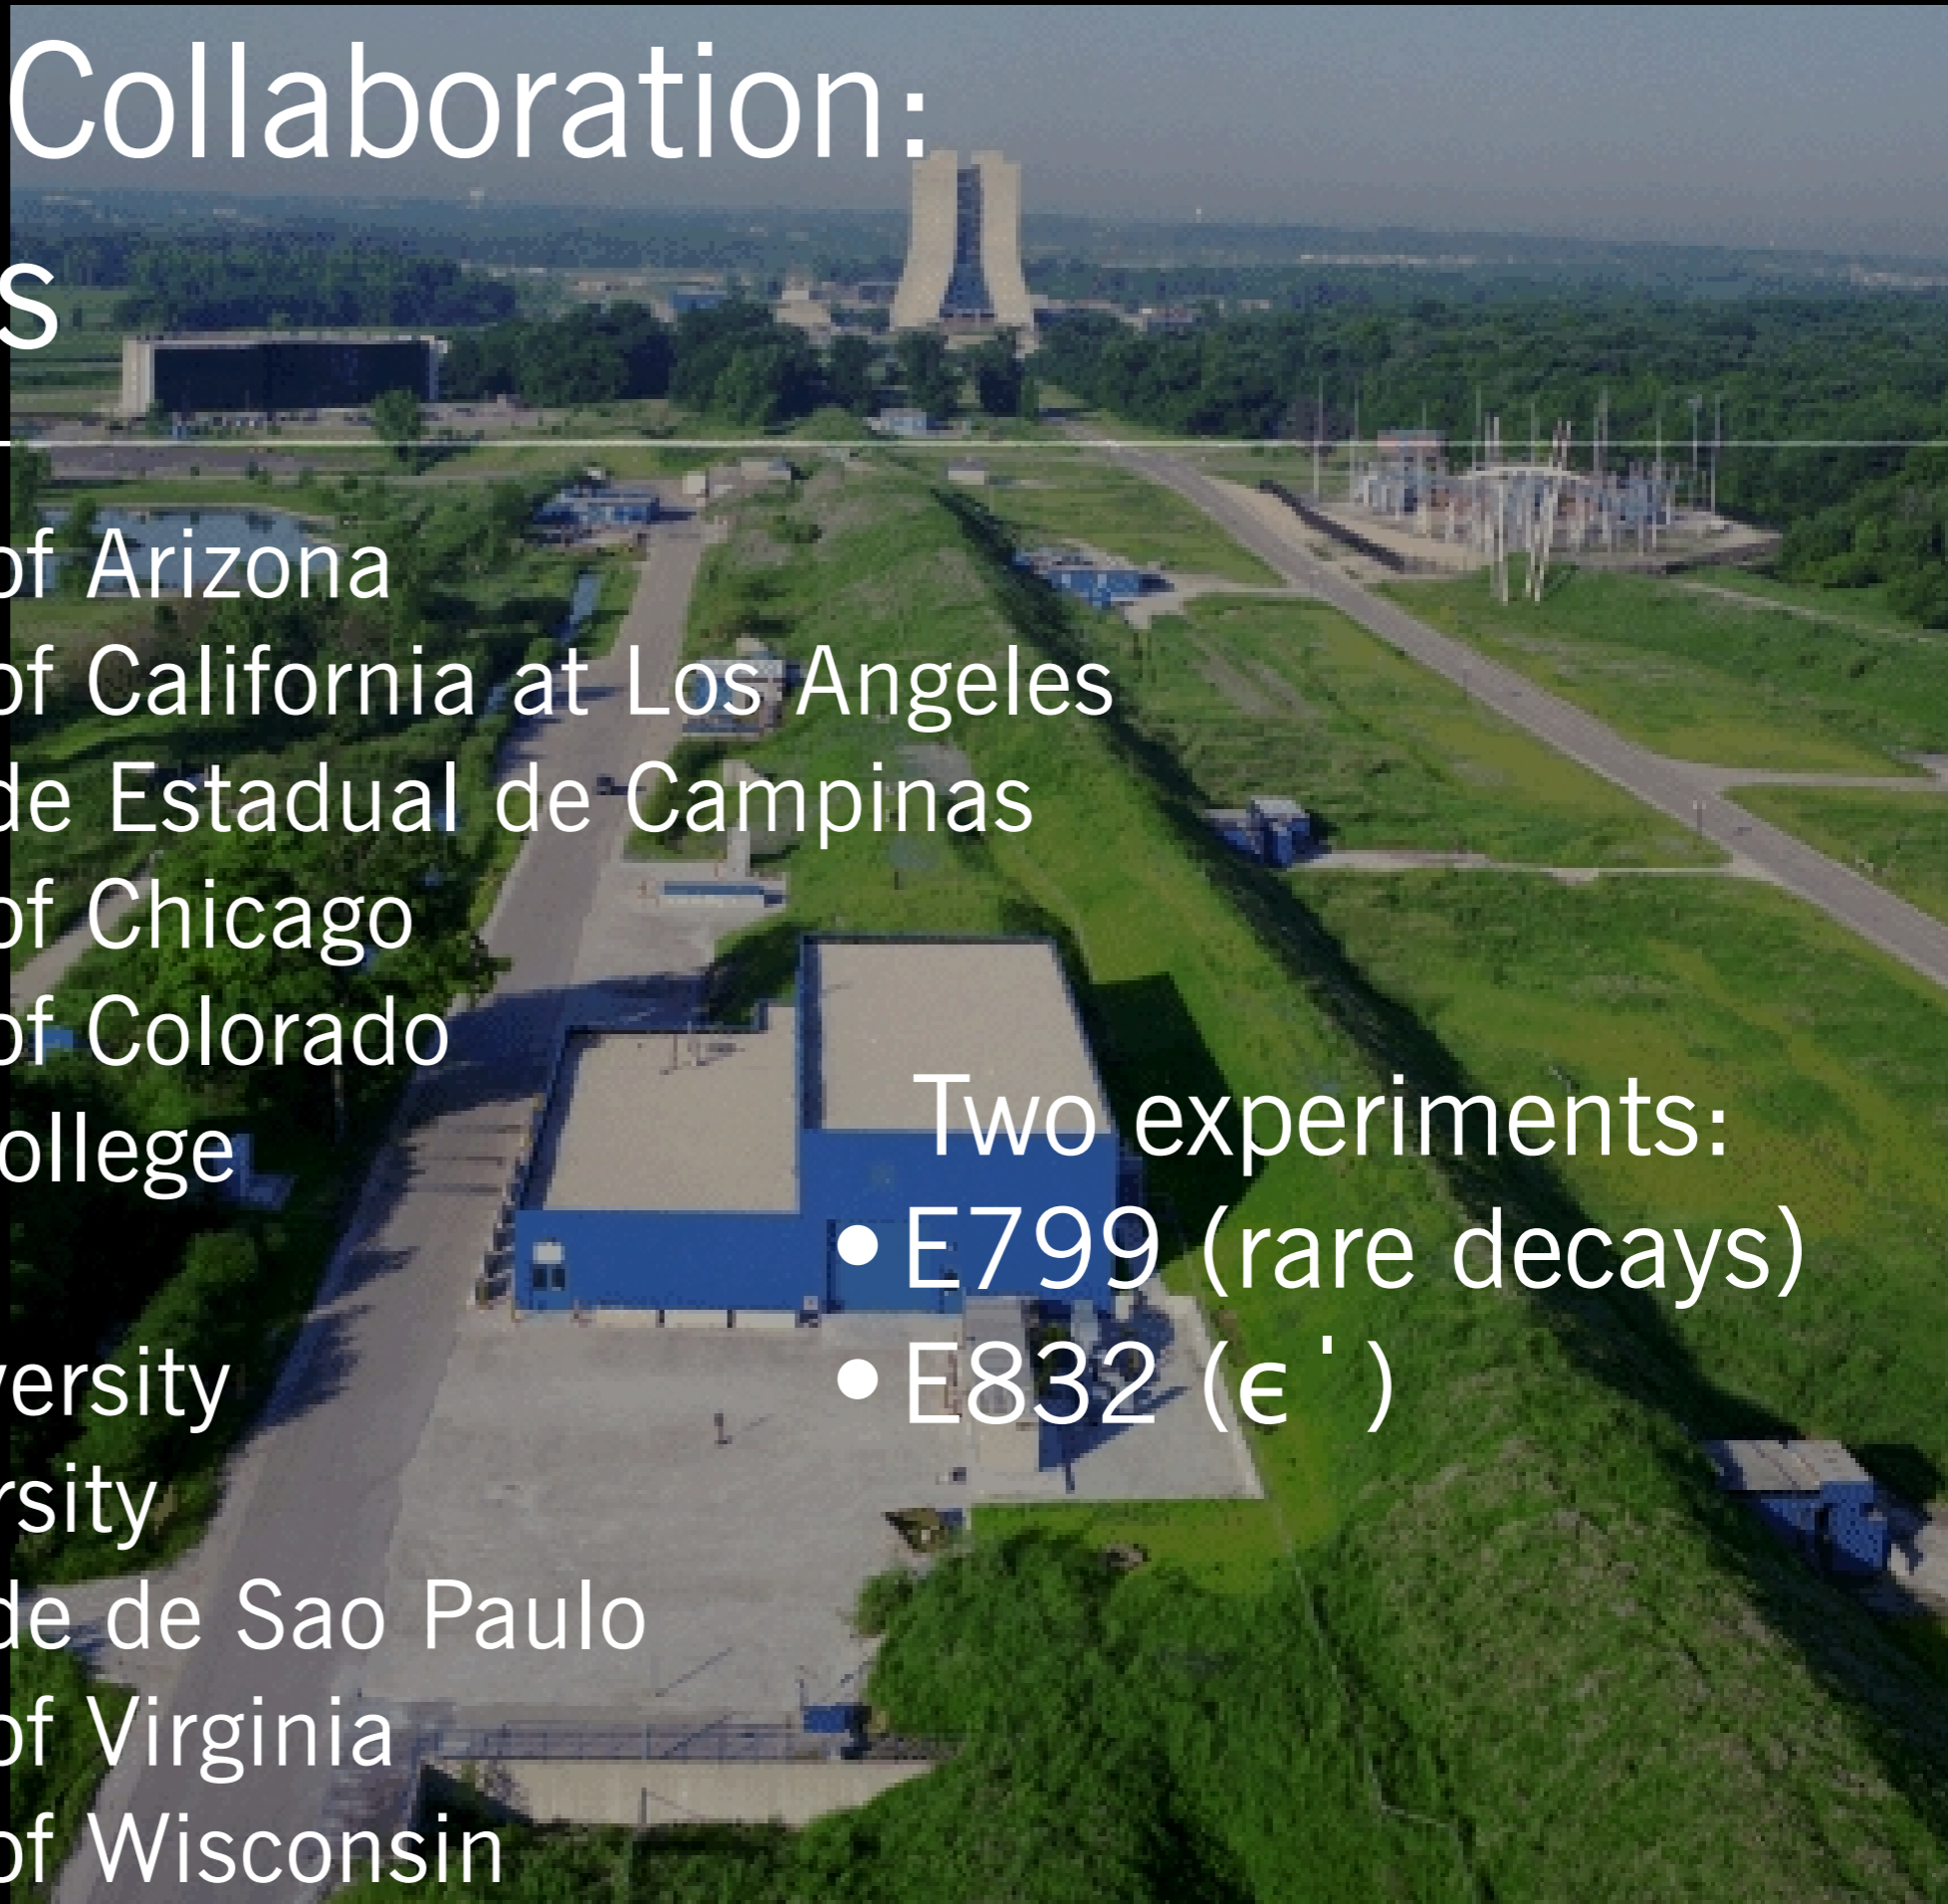 Collaboration:
s
of Arizona
of California at Los Angeles
de Estadual de Campinas
of Chicago
of Colorado
ollege
versity
rsity
de de Sao Paulo
of Virginia
of Wisconsin
Two experiments:
• E799 (rare decays)
• E832 (ϵ ˈ )